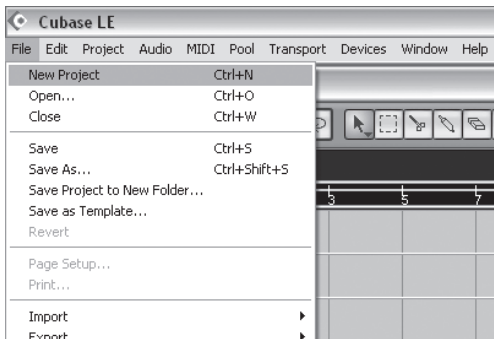 Cubase LE
File Edit Project Audio MIDI Pool Transport Devices Window Help
New Project Ctrl+N
Open... Ctrl+O
Close Ctrl+W
Save Ctrl+S
Save As... Ctrl+Shift+S
Save Project to New Folder...
Save as Template...
3 5 7
Revert
Page Setup...
Print...
Import
Export